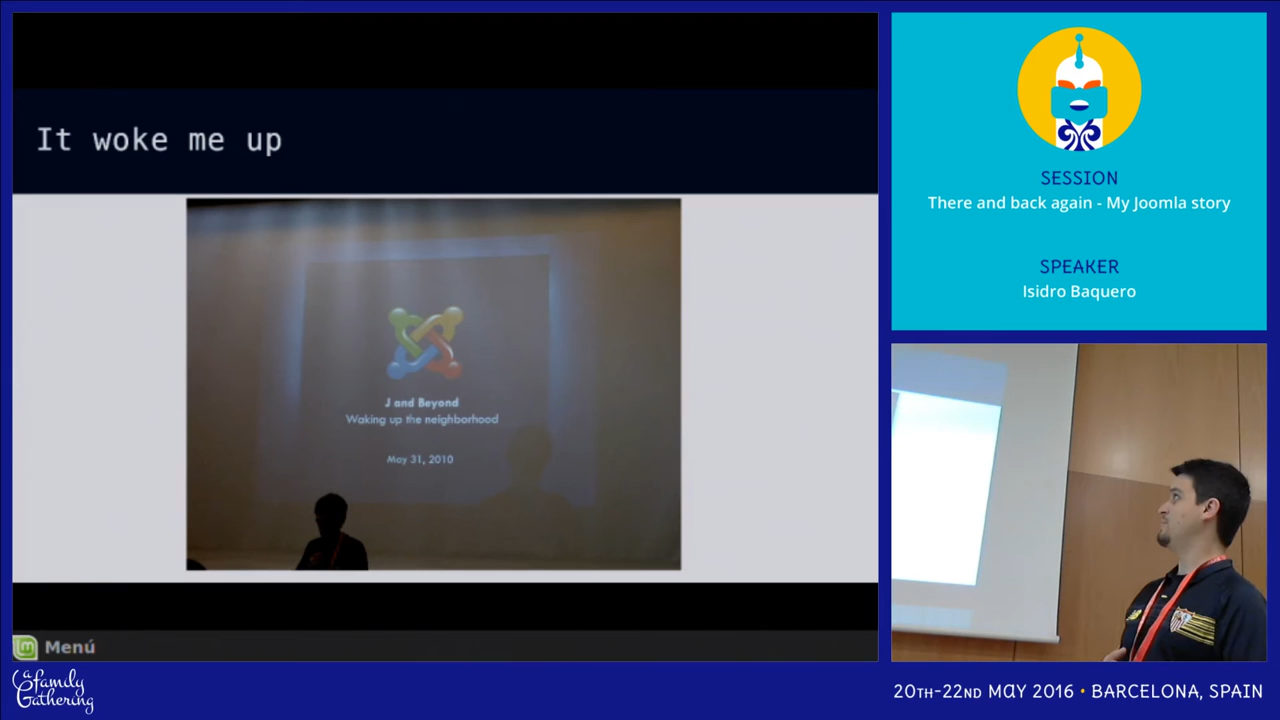 It woke me up
J and Beyond
Waking up the neighborhood
May 31, 2010
Menú
a family
Gathering
SESSION
There and back again - My Joomla story
SPEAKER
Isidro Baquero
20TH-22ND MAY 2016 • BARCELONA, SPAIN